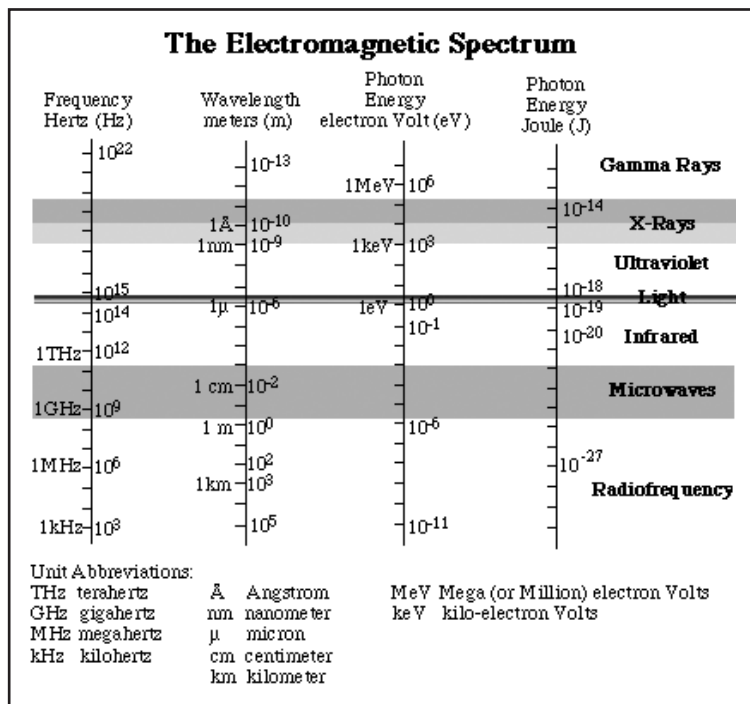 The Electromagnetic Spectrum
Frequency
Hertz (Hz)
Wavelength
meters (m)
Photon
Energy
electron Volt (eV)
Photon
Energy
Joule (J)
10²²
10¹⁵
10¹⁴
1THz 10¹²
1GHz 10⁹
1MHz 10⁶
1kHz 10³
10⁻¹³
1Å 10⁻¹⁰
1nm 10⁻⁹
1µ 10⁻⁶
1 cm 10⁻²
1 m 10⁰
10²
1km 10³
10⁵
1MeV 10⁶
1keV 10³
1eV 10⁰
10⁻¹
10⁻⁶
10⁻¹¹
10⁻¹⁴
10⁻¹⁸
10⁻¹⁹
10⁻²⁰
10⁻²⁷
Gamma Rays
X-Rays
Ultraviolet
Light
Infrared
Microwaves
Radiofrequency
Unit Abbreviations:
THz terahertz
GHz gigahertz
MHz megahertz
kHz kilohertz
Å Angstrom
nm nanometer
µ micron
cm centimeter
km kilometer
MeV Mega (or Million) electron Volts
keV kilo-electron Volts